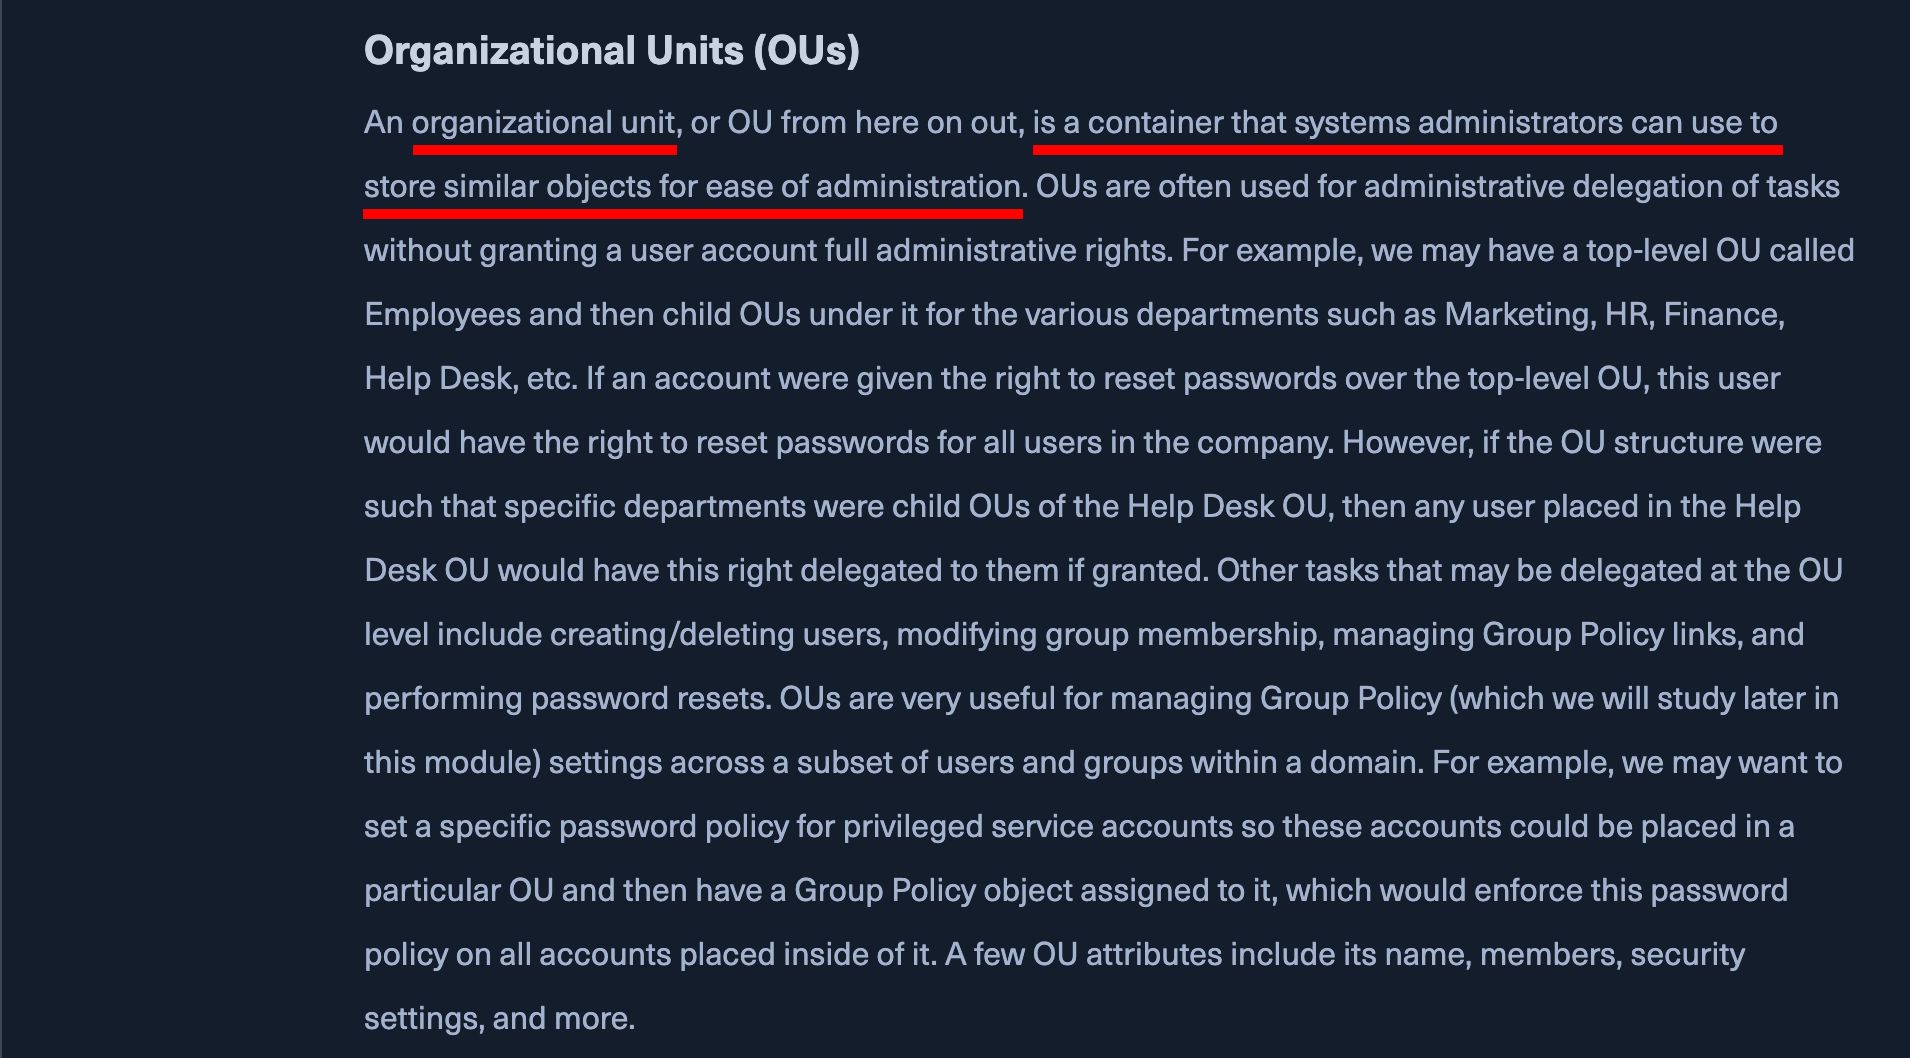 Organizational Units (OUs)
An organizational unit, or OU from here on out, is a container that systems administrators can use to
store similar objects for ease of administration. OUs are often used for administrative delegation of tasks
without granting a user account full administrative rights. For example, we may have a top-level OU called
Employees and then child OUs under it for the various departments such as Marketing, HR, Finance,
Help Desk, etc. If an account were given the right to reset passwords over the top-level OU, this user
would have the right to reset passwords for all users in the company. However, if the OU structure were
such that specific departments were child OUs of the Help Desk OU, then any user placed in the Help
Desk OU would have this right delegated to them if granted. Other tasks that may be delegated at the OU
level include creating/deleting users, modifying group membership, managing Group Policy links, and
performing password resets. OUs are very useful for managing Group Policy (which we will study later in
this module) settings across a subset of users and groups within a domain. For example, we may want to
set a specific password policy for privileged service accounts so these accounts could be placed in a
particular OU and then have a Group Policy object assigned to it, which would enforce this password
policy on all accounts placed inside of it. A few OU attributes include its name, members, security
settings, and more.